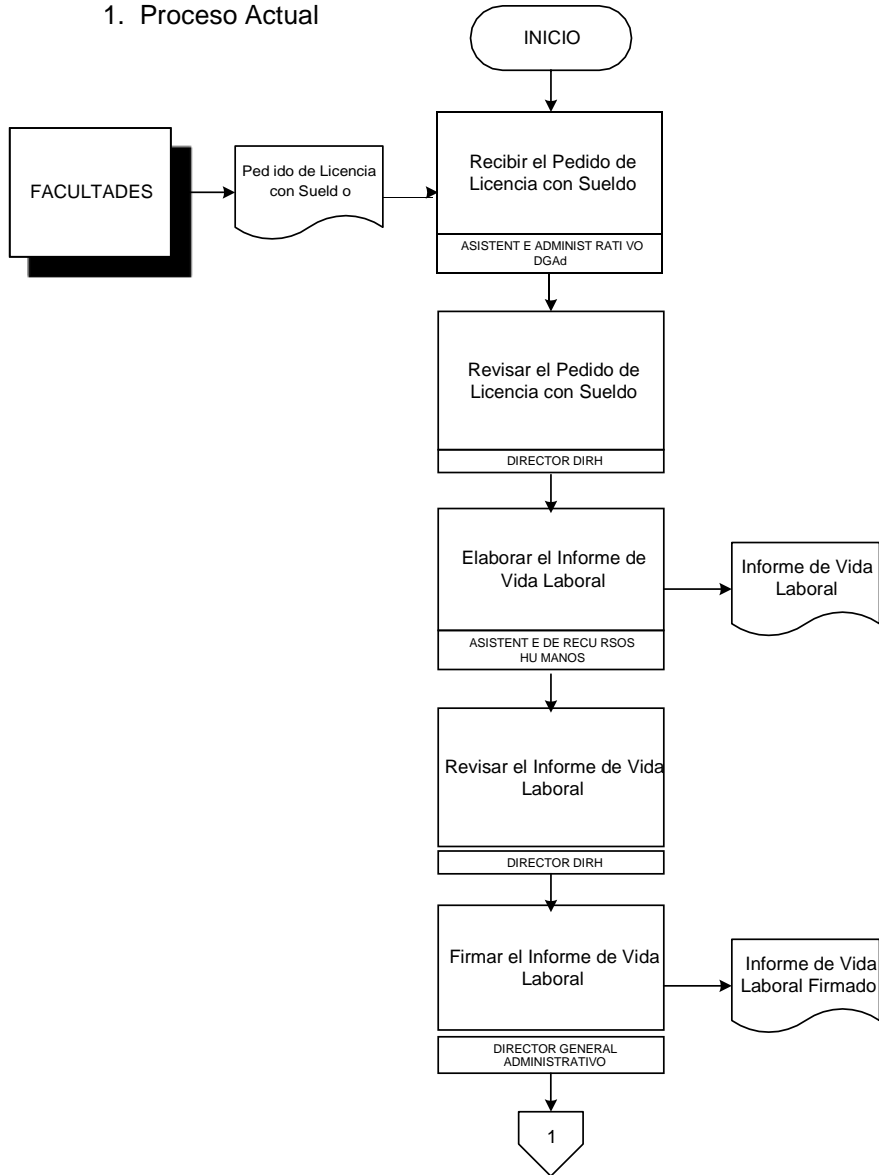 1. Proceso Actual
INICIO
FACULTADES
Ped ido de Licencia
con Sueld o
Recibir el Pedido de
Licencia con Sueldo
ASISTENT E ADMINIST RATI VO
DGAd
Revisar el Pedido de
Licencia con Sueldo
DIRECTOR DIRH
Elaborar el Informe de
Vida Laboral
ASISTENT E DE RECU RSOS
HU MANOS
Informe de Vida
Laboral
Revisar el Informe de Vida
Laboral
DIRECTOR DIRH
Firmar el Informe de Vida
Laboral
DIRECTOR GENERAL
ADMINISTRATIVO
Informe de Vida
Laboral Firmado
1